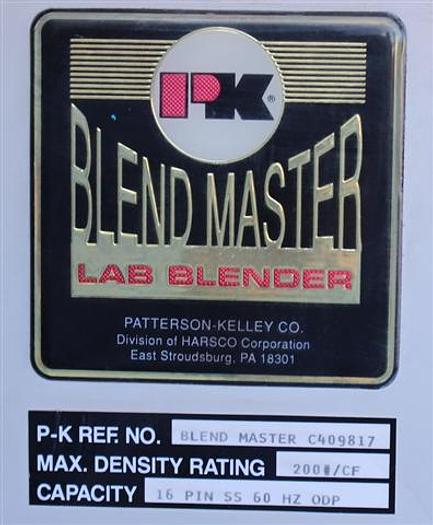 PK®
BLEND MASTER
LAB BLENDER
PATTERSON-KELLEY CO.
Division of HARSCO Corporation
East Stroudsburg, PA 18301
P-K REF. NO. BLEND MASTER C409817
MAX. DENSITY RATING 200#/CF
CAPACITY 16 PIN SS 60 HZ ODP